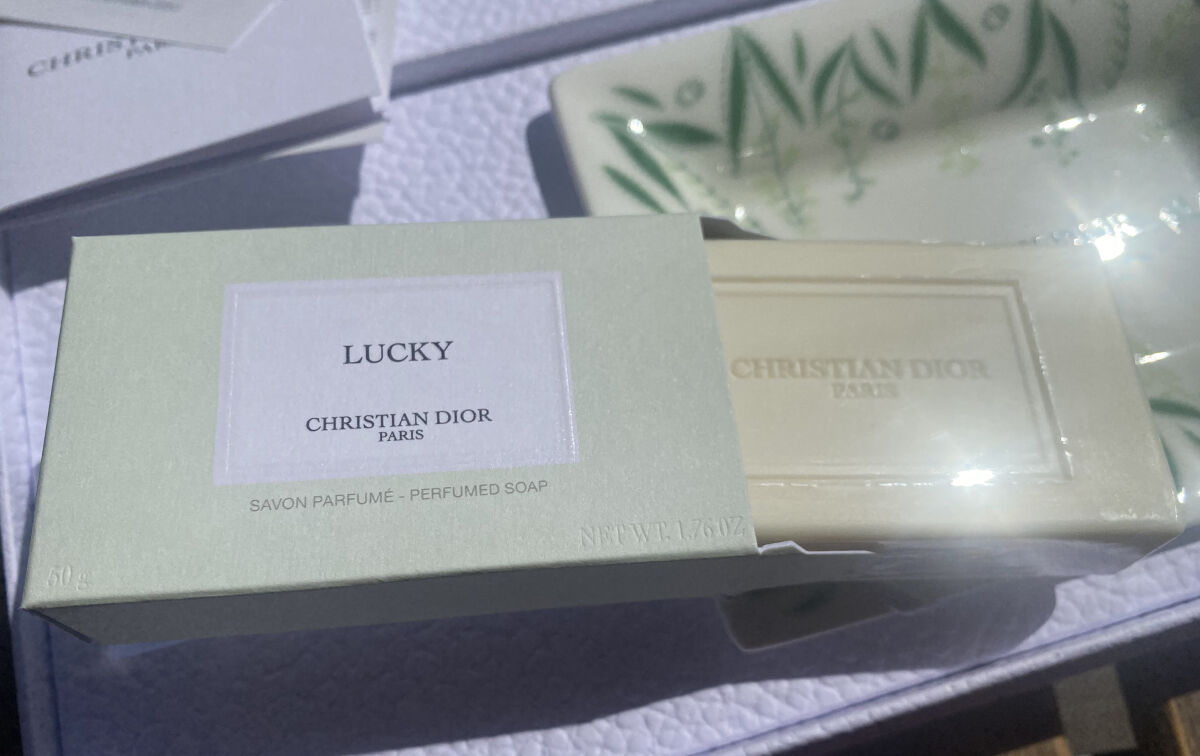 LUCKY
CHRISTIAN DIOR
PARIS
SAVON PARFUMÉ - PERFUMED SOAP
50 g
NET WT. 1.76 OZ
CHRISTIAN DIOR
PARIS